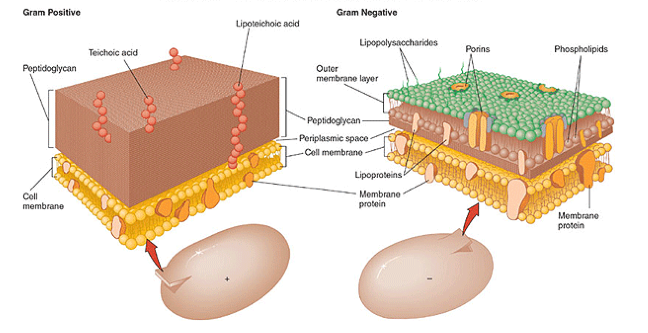 Gram Positive
Lipoteichoic acid
Teichoic acid
Peptidoglycan
Cell
membrane
Gram Negative
Lipopolysaccharides
Porins
Phospholipids
Outer
membrane layer
Peptidoglycan
Periplasmic space
Cell membrane
Lipoproteins
Membrane
protein
Membrane
protein
+
−